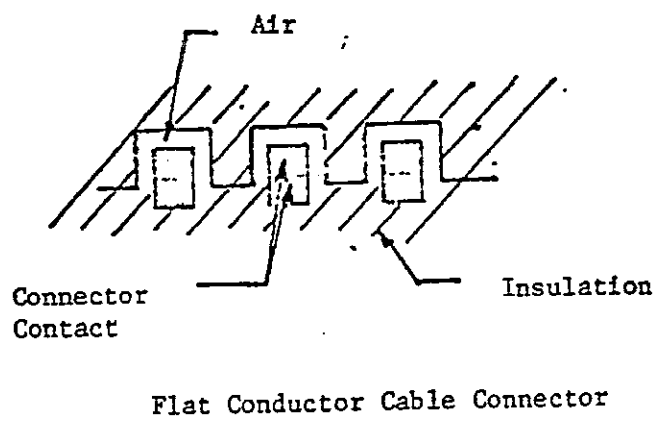 Air
Connector
Contact
Insulation
Flat Conductor Cable Connector